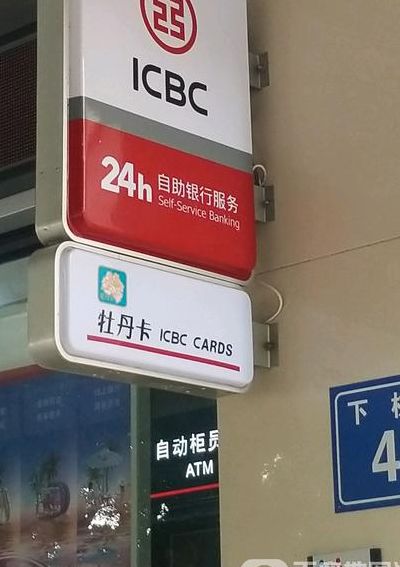 ICBC
24h 自助银行服务
Self-Service Banking
牡丹卡 ICBC CARDS
自动柜员
ATM
下
4